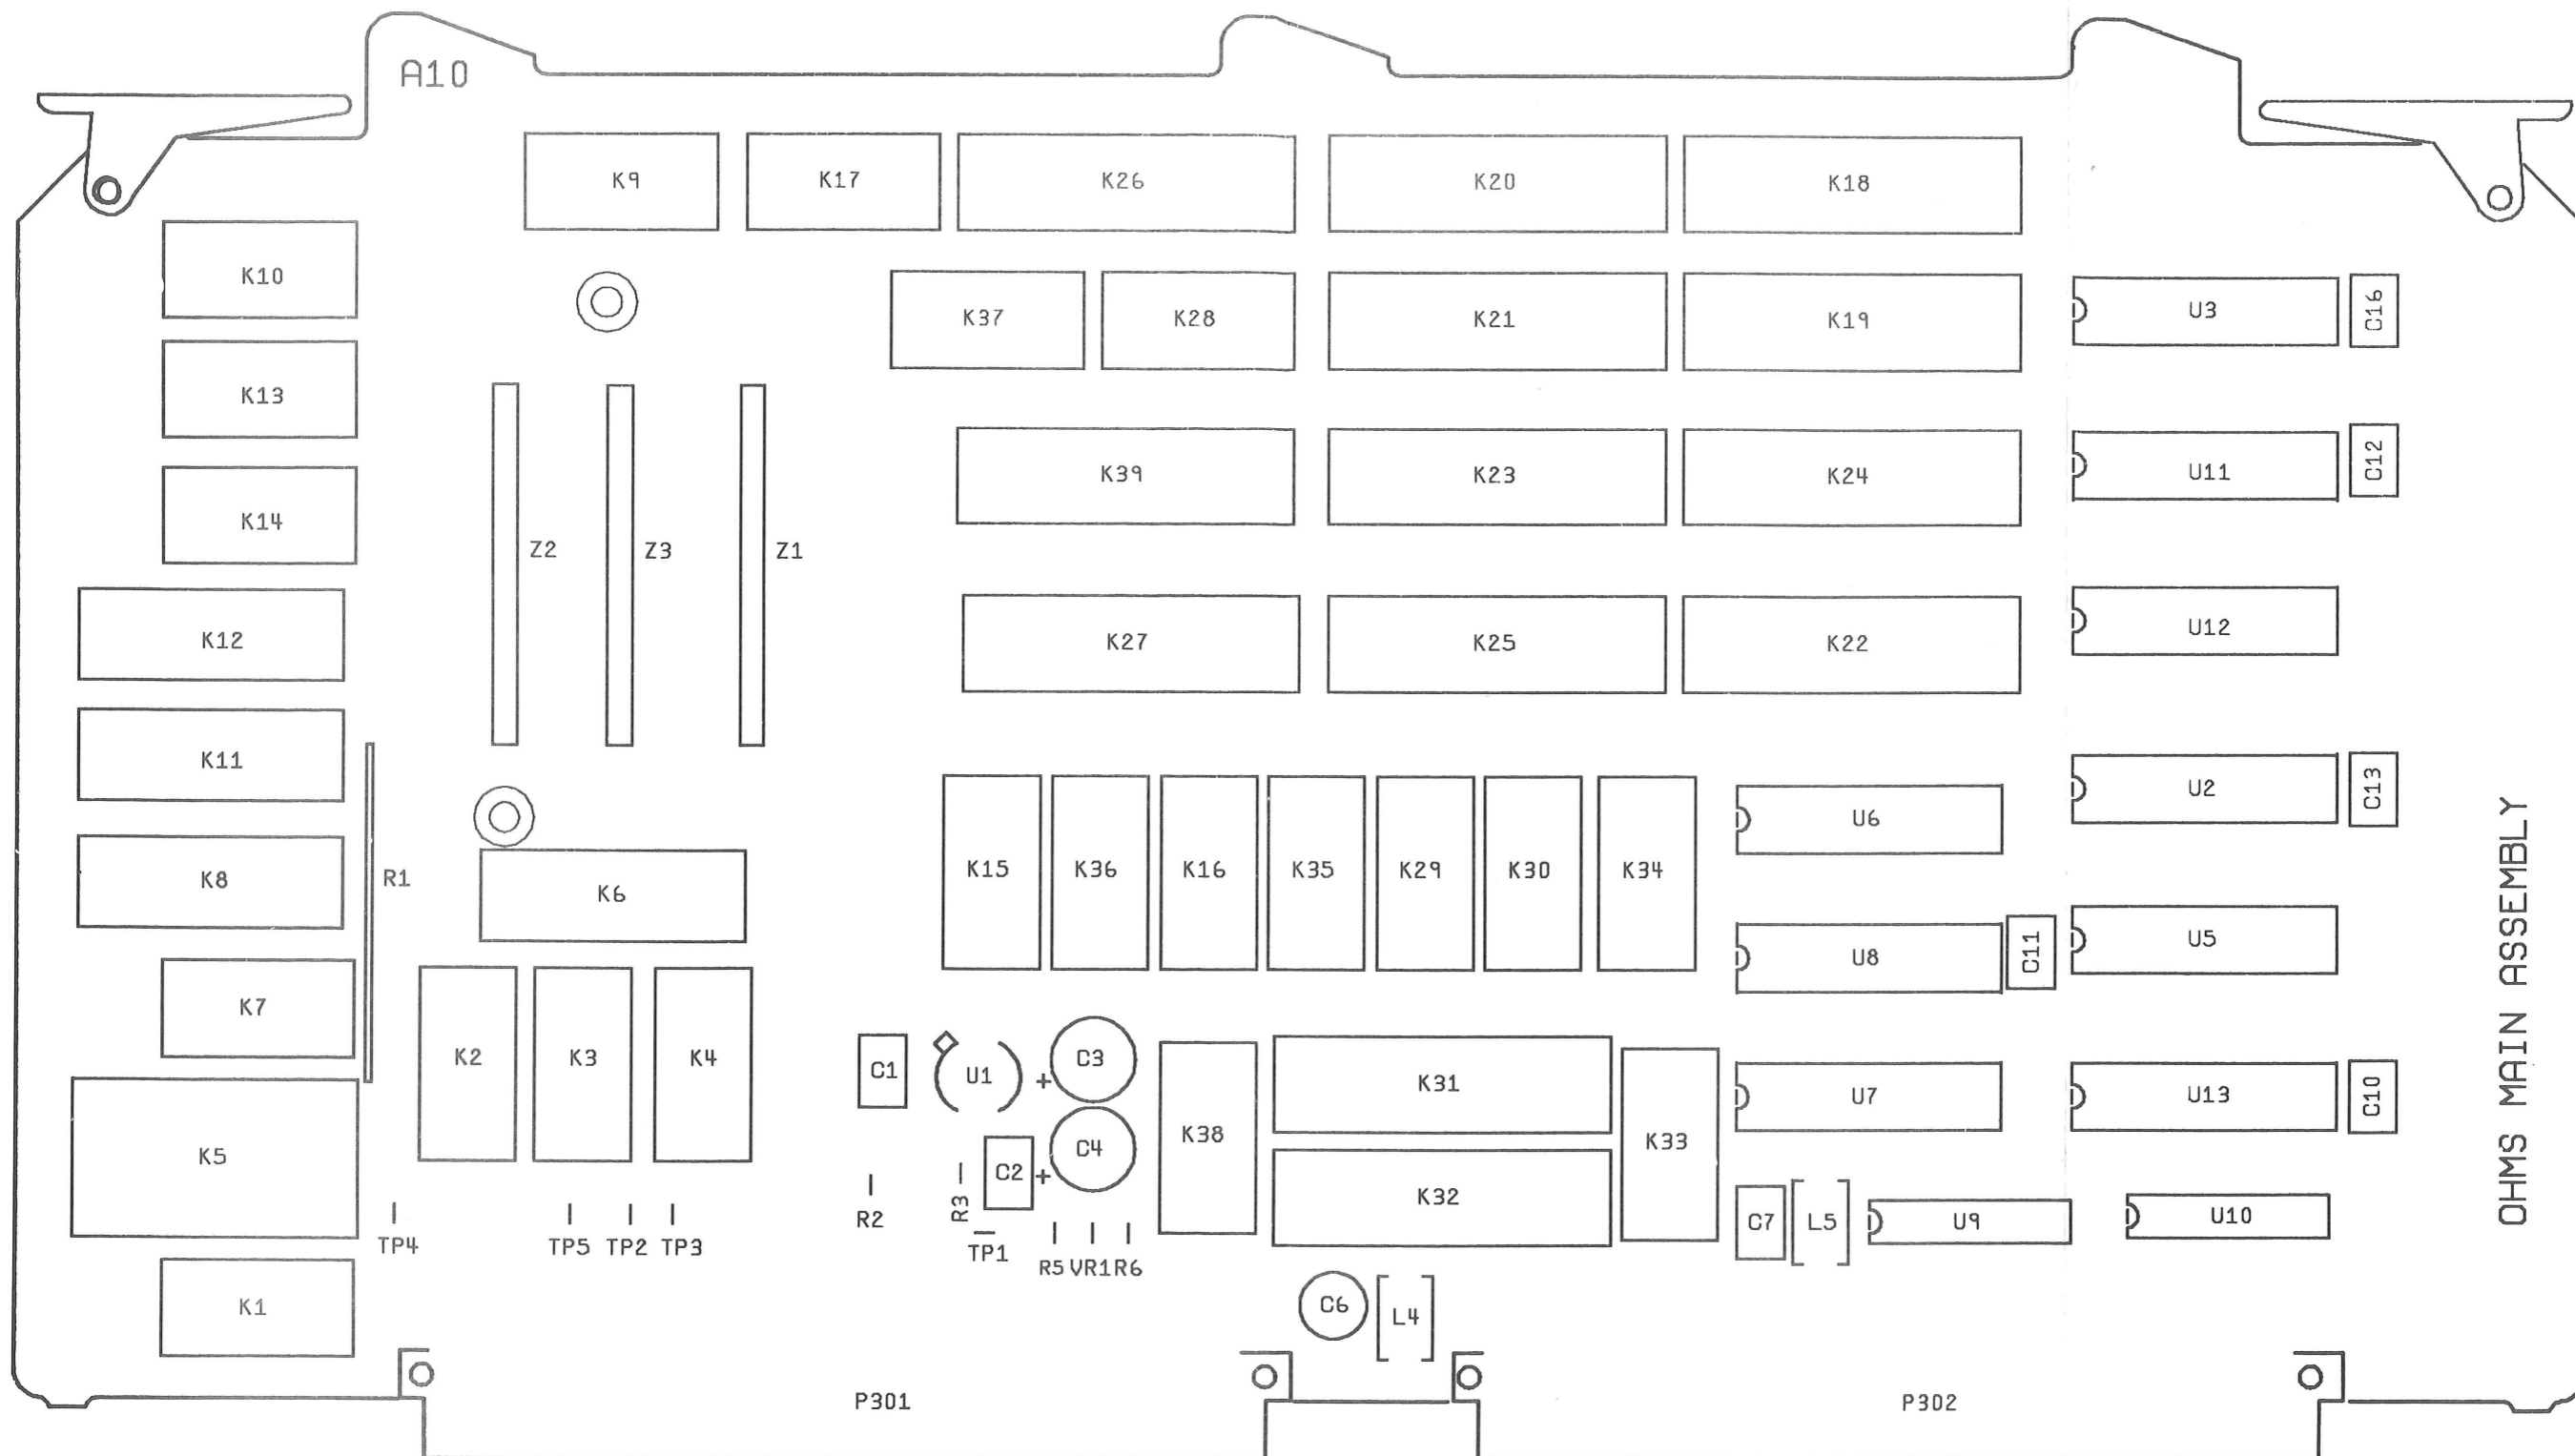 A10
K9 K17 K26 K20 K18
K10 K37 K28 K21 K19 U3 C16
K13
K39 K23 K24 U11 C12
K14
Z2 Z3 Z1
K12 K27 K25 K22 U12
K11 U2 C13
U6
K8 R1 K6 K15 K36 K16 K35 K29 K30 K34
U8 C11 U5
K7
K2 K3 K4 C1 U1 + C3 K31 U7 U13 C10
K5 C2 + C4 K38 K33
K32
TP4 TP5 TP2 TP3 R2 R3 TP1 C7 L5 U9 U10
R5 VR1 R6
K1 C6 L4
P301 P302
OHMS MAIN ASSEMBLY